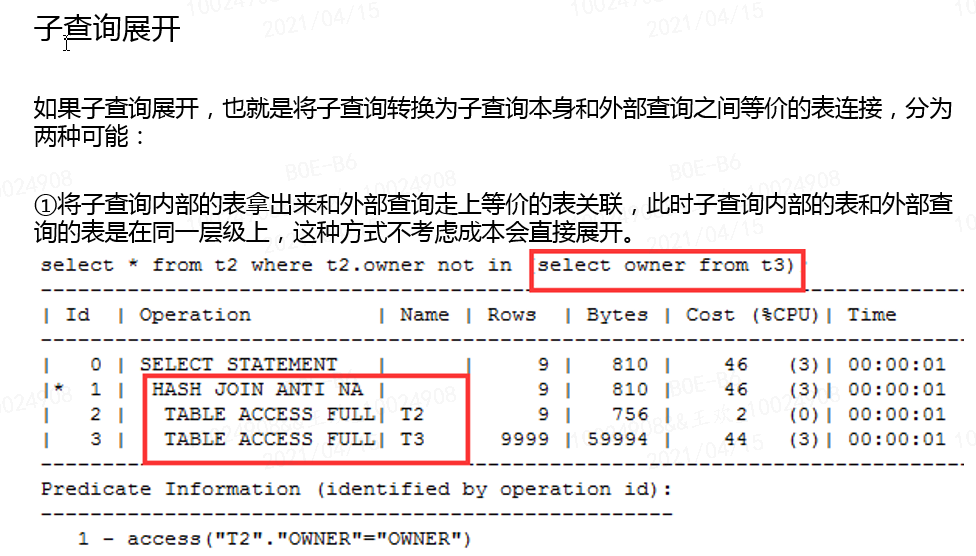 子查询展开
如果子查询展开，也就是将子查询转换为子查询本身和外部查询之间等价的表连接，分为
两种可能：
①将子查询内部的表拿出来和外部查询走上等价的表关联，此时子查询内部的表和外部查
询的表是在同一层级上，这种方式不考虑成本会直接展开。
select * from t2 where t2.owner not in (select owner from t3)
--------------------------------------------------------------------------
| Id  | Operation          | Name | Rows  | Bytes | Cost (%CPU)| Time
--------------------------------------------------------------------------
|   0 | SELECT STATEMENT   |      |     9 |   810 |    46   (3)| 00:00:01
|*  1 |  HASH JOIN ANTI NA |      |     9 |   810 |    46   (3)| 00:00:01
|   2 |   TABLE ACCESS FULL| T2   |     9 |   756 |     2   (0)| 00:00:01
|   3 |   TABLE ACCESS FULL| T3   |  9999 | 59994 |    44   (3)| 00:00:01
--------------------------------------------------------------------------
Predicate Information (identified by operation id):
---------------------------------------------------
1 - access("T2"."OWNER"="OWNER")